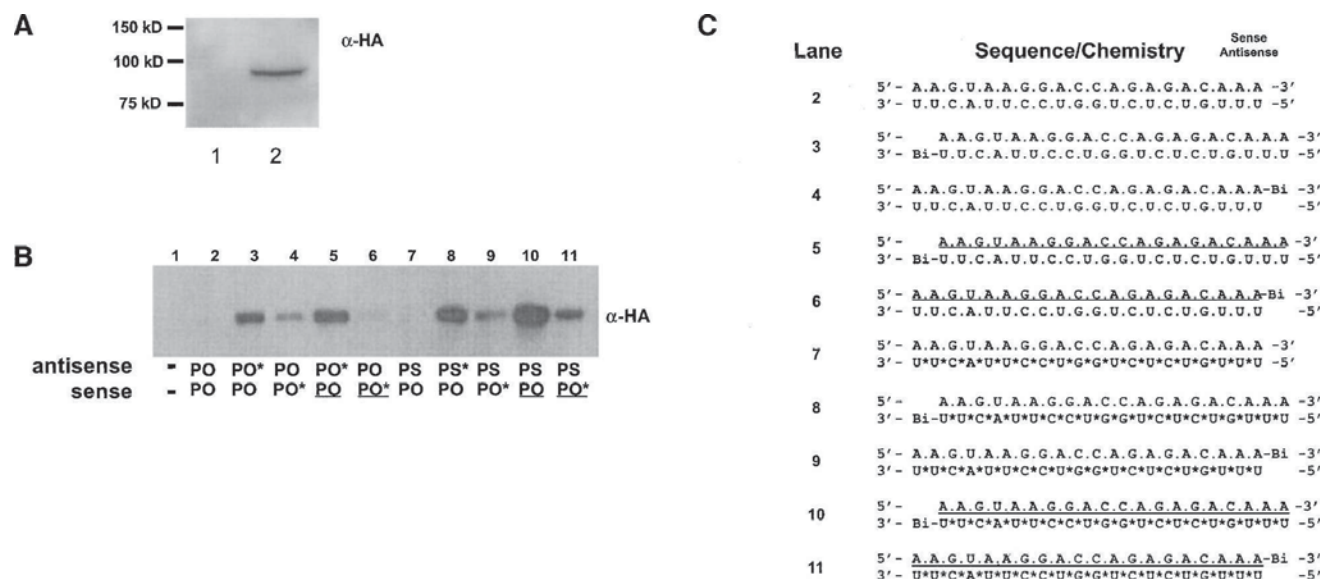 A
150 kD
100 kD
75 kD
α-HA
1 2
B
1 2 3 4 5 6 7 8 9 10 11
α-HA
antisense - PO PO* PO PO* PO PS PS* PS PS PS
sense - PO PO PO* PO PO* PO PO PO* PO PO*
C
Lane Sequence/Chemistry Sense
Antisense
2
5'- A.A.G.U.A.A.G.G.A.C.C.A.G.A.G.A.C.A.A.A -3'
3'- U.U.C.A.U.U.C.C.U.G.G.U.C.U.C.U.G.U.U.U -5'
3
5'- A.A.G.U.A.A.G.G.A.C.C.A.G.A.G.A.C.A.A.A -3'
3'- Bi-U.U.C.A.U.U.C.C.U.G.G.U.C.U.C.U.G.U.U.U -5'
4
5'- A.A.G.U.A.A.G.G.A.C.C.A.G.A.G.A.C.A.A.A-Bi -3'
3'- U.U.C.A.U.U.C.C.U.G.G.U.C.U.C.U.G.U.U.U -5'
5
5'- A.A.G.U.A.A.G.G.A.C.C.A.G.A.G.A.C.A.A.A -3'
3'- Bi-U.U.C.A.U.U.C.C.U.G.G.U.C.U.C.U.G.U.U.U -5'
6
5'- A.A.G.U.A.A.G.G.A.C.C.A.G.A.G.A.C.A.A.A-Bi -3'
3'- U.U.C.A.U.U.C.C.U.G.G.U.C.U.C.U.G.U.U.U -5'
7
5'- A.A.G.U.A.A.G.G.A.C.C.A.G.A.G.A.C.A.A.A -3'
3'- U*U*C*A*U*U*C*C*U*G*G*U*C*U*C*U*G*U*U*U -5'
8
5'- A.A.G.U.A.A.G.G.A.C.C.A.G.A.G.A.C.A.A.A -3'
3'- Bi-U*U*C*A*U*U*C*C*U*G*G*U*C*U*C*U*G*U*U*U -5'
9
5'- A.A.G.U.A.A.G.G.A.C.C.A.G.A.G.A.C.A.A.A-Bi -3'
3'- U*U*C*A*U*U*C*C*U*G*G*U*C*U*C*U*G*U*U*U -5'
10
5'- A.A.G.U.A.A.G.G.A.C.C.A.G.A.G.A.C.A.A.A -3'
3'- Bi-U*U*C*A*U*U*C*C*U*G*G*U*C*U*C*U*G*U*U*U -5'
11
5'- A.A.G.U.A.A.G.G.A.C.C.A.G.A.G.A.C.A.A.A-Bi -3'
3'- U*U*C*A*U*U*C*C*U*G*G*U*C*U*C*U*G*U*U*U -5'